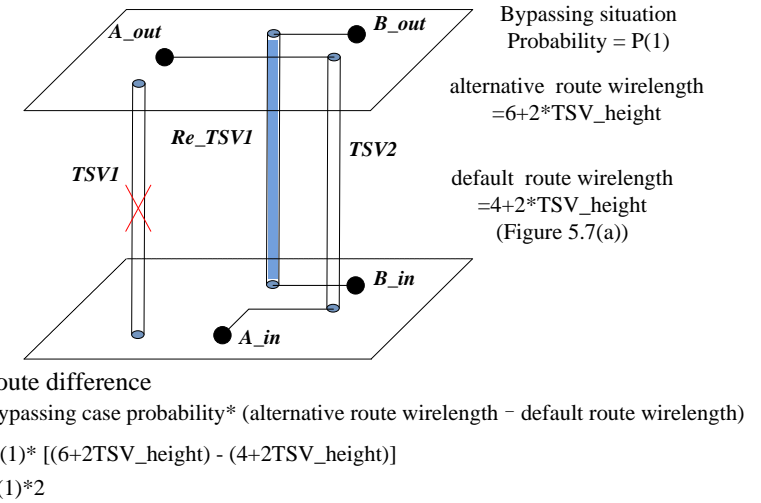 A_out
B_out
Bypassing situation
Probability = P(1)
alternative route wirelength
=6+2*TSV_height
Re_TSV1
TSV2
TSV1
default route wirelength
=4+2*TSV_height
(Figure 5.7(a))
B_in
A_in
oute difference
ypassing case probability* (alternative route wirelength – default route wirelength)
(1)* [(6+2TSV_height) - (4+2TSV_height)]
(1)*2